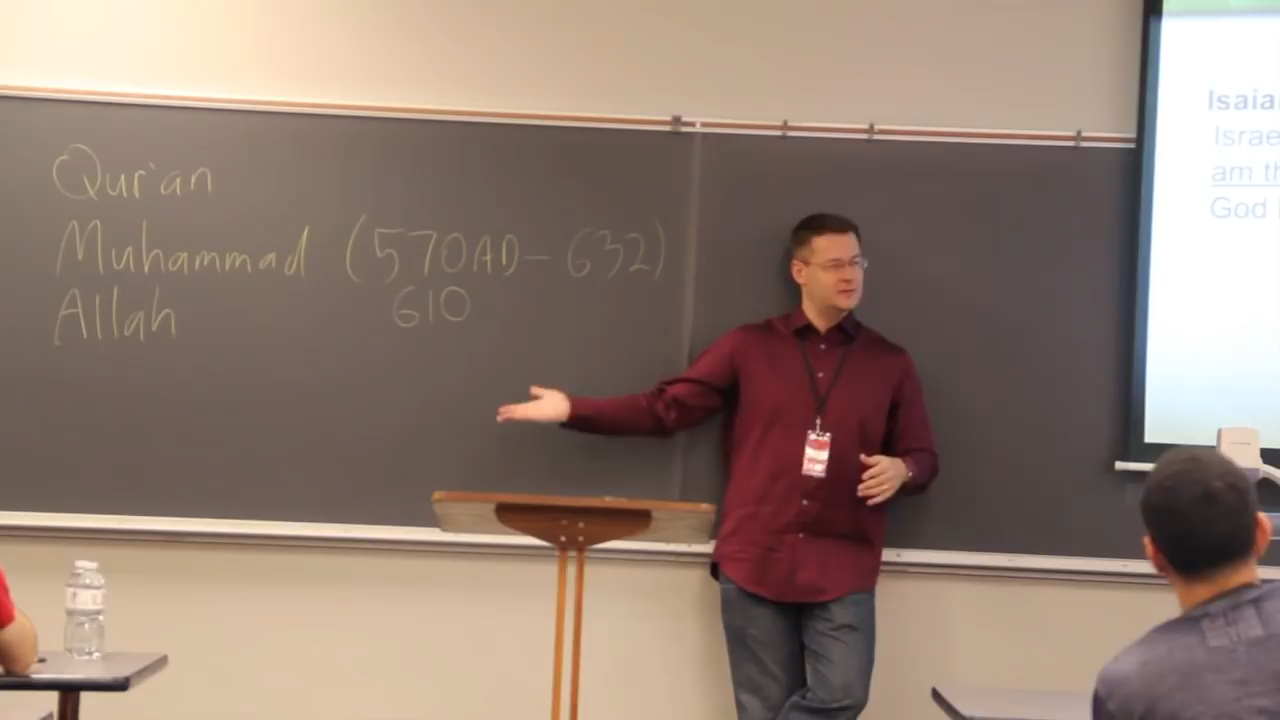 Qur'an
Muhammad (570AD – 632)
Allah 610
Isaia
Israe
am th
God